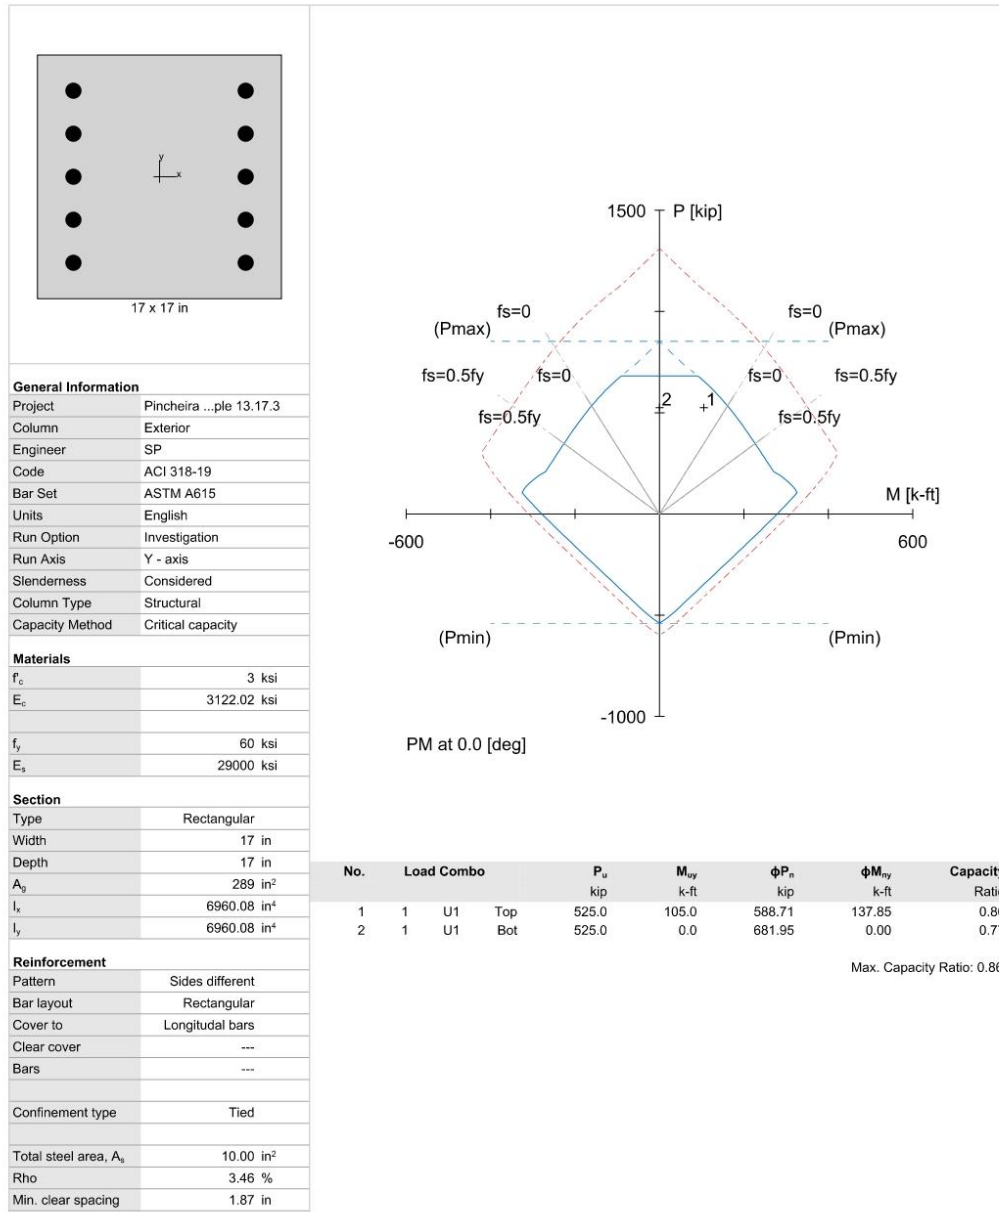 y
x
17 x 17 in
General Information
Project Pincheira ...ple 13.17.3
Column Exterior
Engineer SP
Code ACI 318-19
Bar Set ASTM A615
Units English
Run Option Investigation
Run Axis Y - axis
Slenderness Considered
Column Type Structural
Capacity Method Critical capacity
Materials
f'c 3 ksi
Ec 3122.02 ksi
fy 60 ksi
Es 29000 ksi
Section
Type Rectangular
Width 17 in
Depth 17 in
Ag 289 in²
Ix 6960.08 in⁴
Iy 6960.08 in⁴
Reinforcement
Pattern Sides different
Bar layout Rectangular
Cover to Longitudal bars
Clear cover ---
Bars ---
Confinement type Tied
Total steel area, As 10.00 in²
Rho 3.46 %
Min. clear spacing 1.87 in
1500 P [kip]
fs=0 fs=0
(Pmax) (Pmax)
fs=0.5fy fs=0 fs=0 fs=0.5fy
2 1
fs=0.5fy fs=0.5fy
M [k-ft]
-600 600
(Pmin) (Pmin)
-1000
PM at 0.0 [deg]
No. Load Combo Pu Muy ϕPn ϕMny Capacity
kip k-ft kip k-ft
1 1 U1 Top 525.0 105.0 588.71 137.85
2 1 U1 Bot 525.0 0.0 681.95 0.00
Max. Capacity Ratio: 0.86